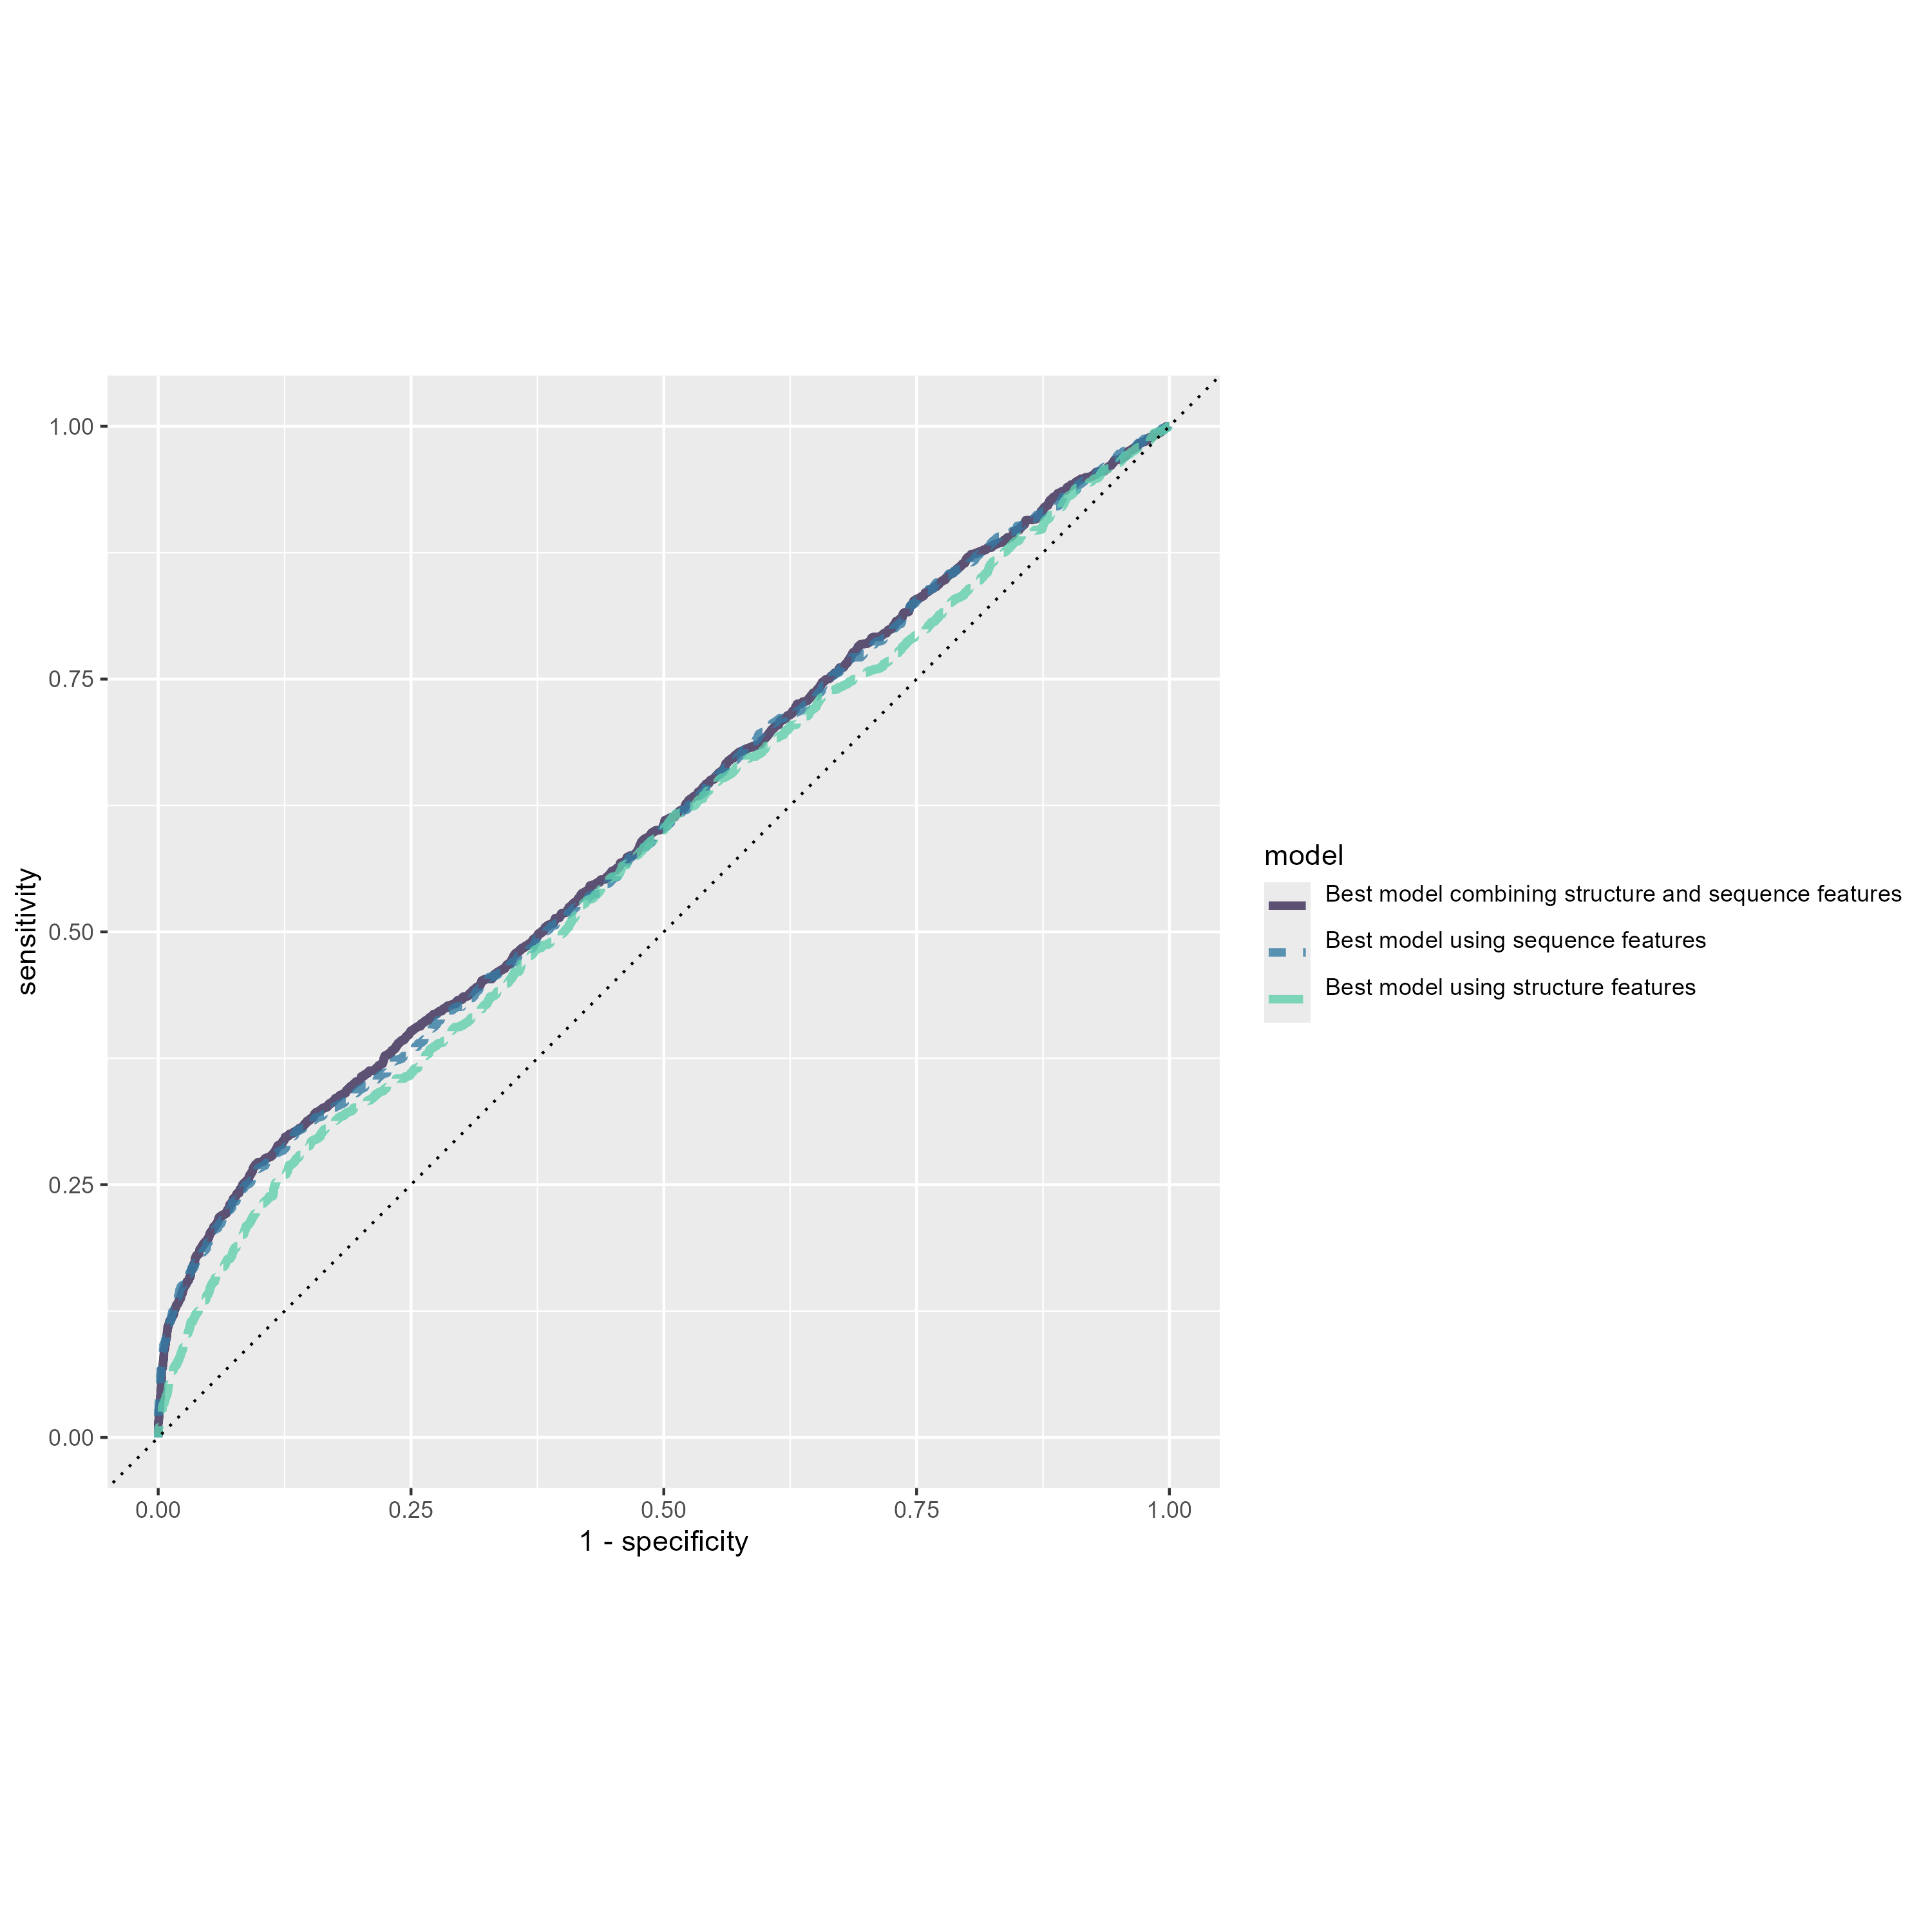 1.00
0.75
0.50
0.25
0.00
sensitivity
0.00 0.25 0.50 0.75 1.00
1 - specificity
model
Best model combining structure and sequence features
Best model using sequence features
Best model using structure features